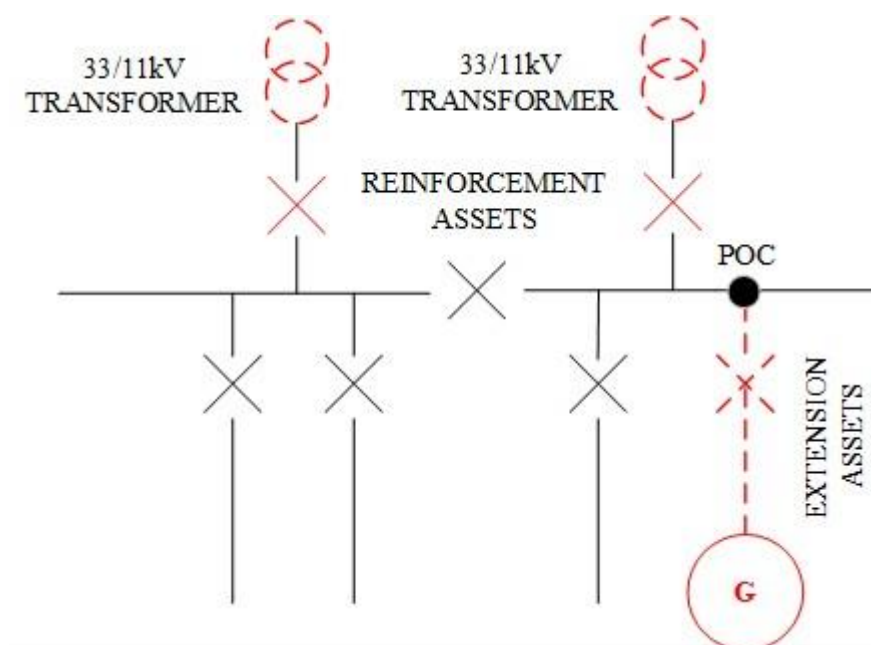 33/11kV
TRANSFORMER
33/11kV
TRANSFORMER
REINFORCEMENT
ASSETS
POC
EXTENSION
ASSETS
G